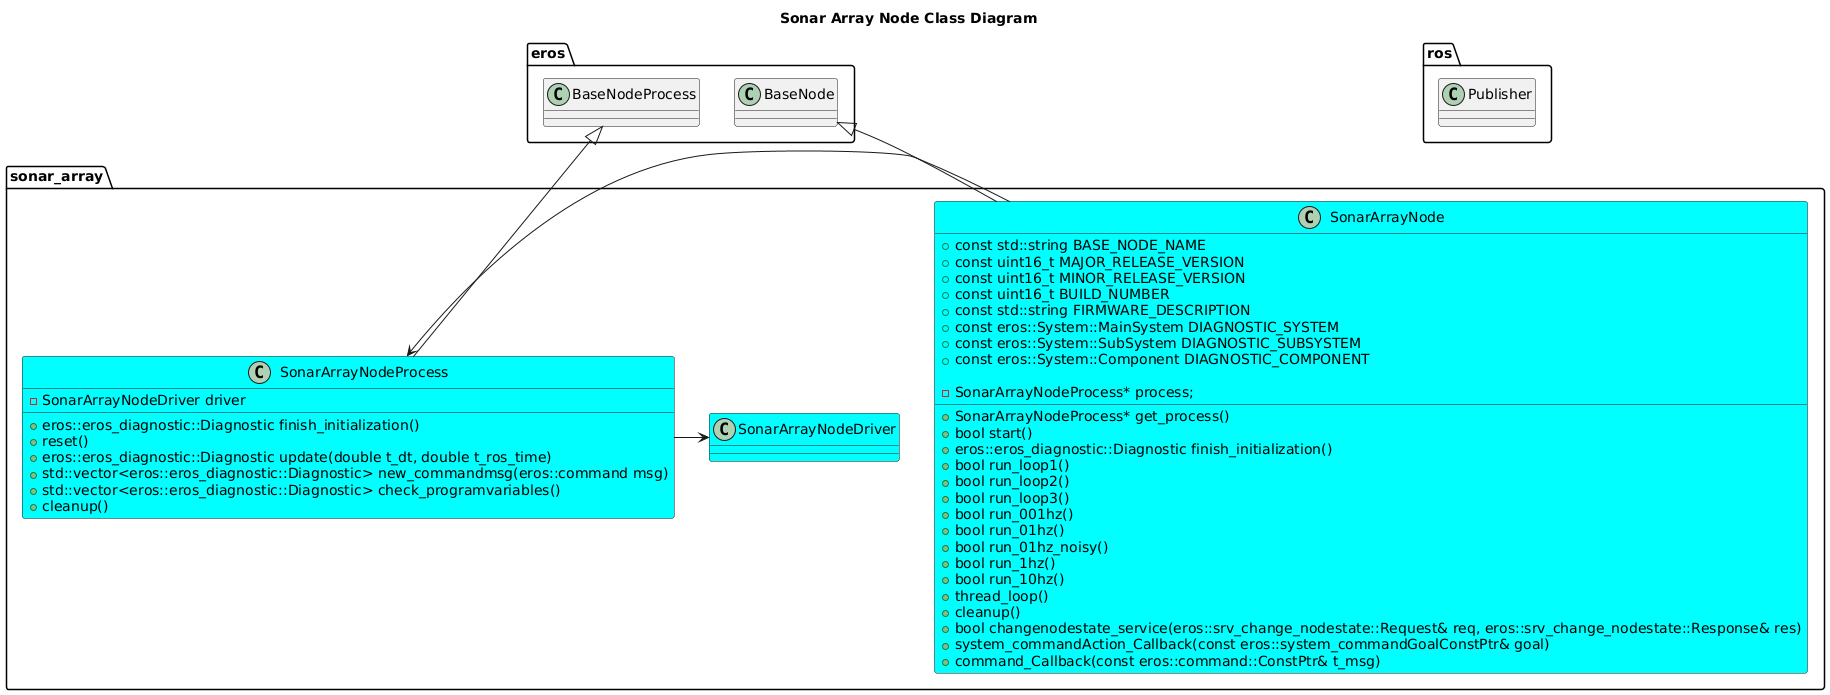 Sonar Array Node Class Diagram
eros
ros
C BaseNodeProcess
C BaseNode
C Publisher
sonar_array
C SonarArrayNode
const std::string BASE_NODE_NAME
const uint16_t MAJOR_RELEASE_VERSION
const uint16_t MINOR_RELEASE_VERSION
const uint16_t BUILD_NUMBER
const std::string FIRMWARE_DESCRIPTION
const eros::System::MainSystem DIAGNOSTIC_SYSTEM
const eros::System::SubSystem DIAGNOSTIC_SUBSYSTEM
const eros::System::Component DIAGNOSTIC_COMPONENT
SonarArrayNodeProcess* process;
SonarArrayNodeProcess* get_process()
bool start()
eros::eros_diagnostic::Diagnostic finish_initialization()
bool run_loop1()
bool run_loop2()
bool run_loop3()
bool run_001hz()
bool run_01hz()
bool run_01hz_noisy()
bool run_1hz()
bool run_10hz()
thread_loop()
cleanup()
bool changenodestate_service(eros::srv_change_nodestate::Request& req, eros::srv_change_nodestate::Response& res)
system_commandAction_Callback(const eros::system_commandGoalConstPtr& goal)
command_Callback(const eros::command::ConstPtr& t_msg)
C SonarArrayNodeProcess
SonarArrayNodeDriver driver
eros::eros_diagnostic::Diagnostic finish_initialization()
reset()
eros::eros_diagnostic::Diagnostic update(double t_dt, double t_ros_time)
std::vector<eros::eros_diagnostic::Diagnostic> new_commandmsg(eros::command msg)
std::vector<eros::eros_diagnostic::Diagnostic> check_programvariables()
cleanup()
C SonarArrayNodeDriver